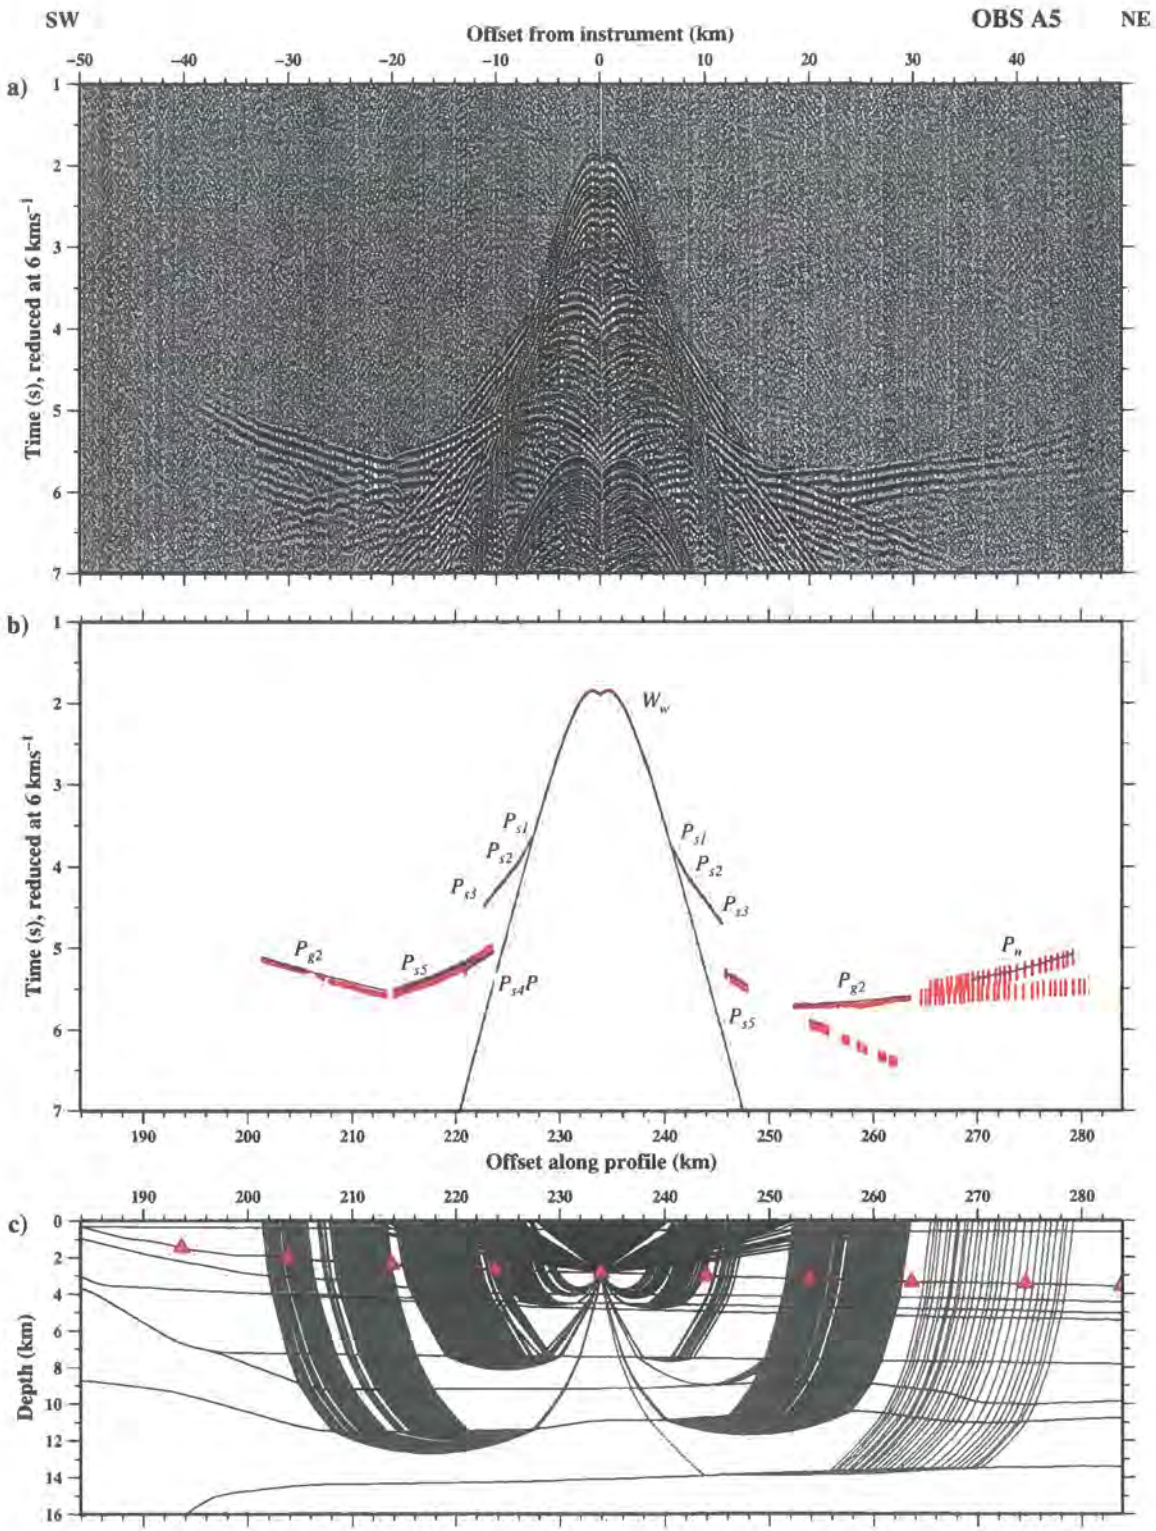 SW OBS A5 NE
Offset from instrument (km)
−50 −40 −30 −20 −10 0 10 20 30 40
a)
1
2
3
4
5
6
7
Time (s), reduced at 6 kms⁻¹
b)
1
2
3
4
5
6
7
Time (s), reduced at 6 kms⁻¹
W_w
P_s1 P_s1
P_s2 P_s2
P_s3 P_s3
P_g2 P_s5 P_g2 P_n
P_s4P
P_s5
190 200 210 220 230 240 250 260 270 280
Offset along profile (km)
190 200 210 220 230 240 250 260 270 280
c)
0
2
4
6
8
10
12
14
16
Depth (km)